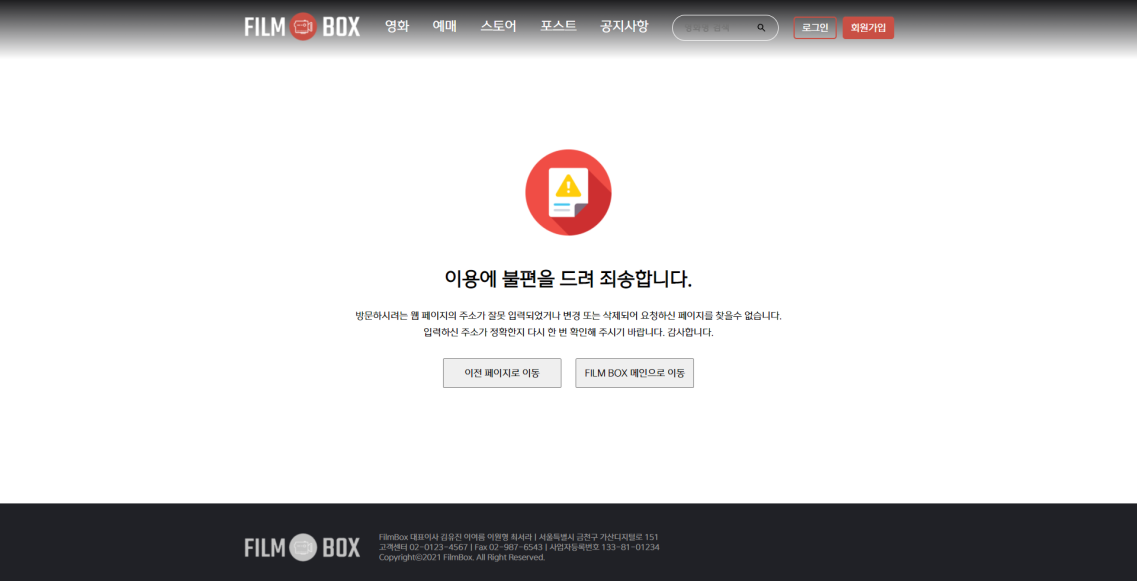 FILM BOX 영화 예매 스토어 포스트 공지사항 영화명 검색 로그인 회원가입
이용에 불편을 드려 죄송합니다.
방문하시려는 웹 페이지의 주소가 잘못 입력되었거나 변경 또는 삭제되어 요청하신 페이지를 찾을수 없습니다.
입력하신 주소가 정확한지 다시 한 번 확인해 주시기 바랍니다. 감사합니다.
이전 페이지로 이동 FILM BOX 메인으로 이동
FILM BOX
FilmBox 대표이사 김유진 이여름 이원형 최서라 | 서울특별시 금천구 가산디지털로 151
고객센터 02-0123-4567 | Fax 02-987-6543 | 사업자등록번호 133-81-01234
Copyright©2021 FilmBox. All Right Reserved.